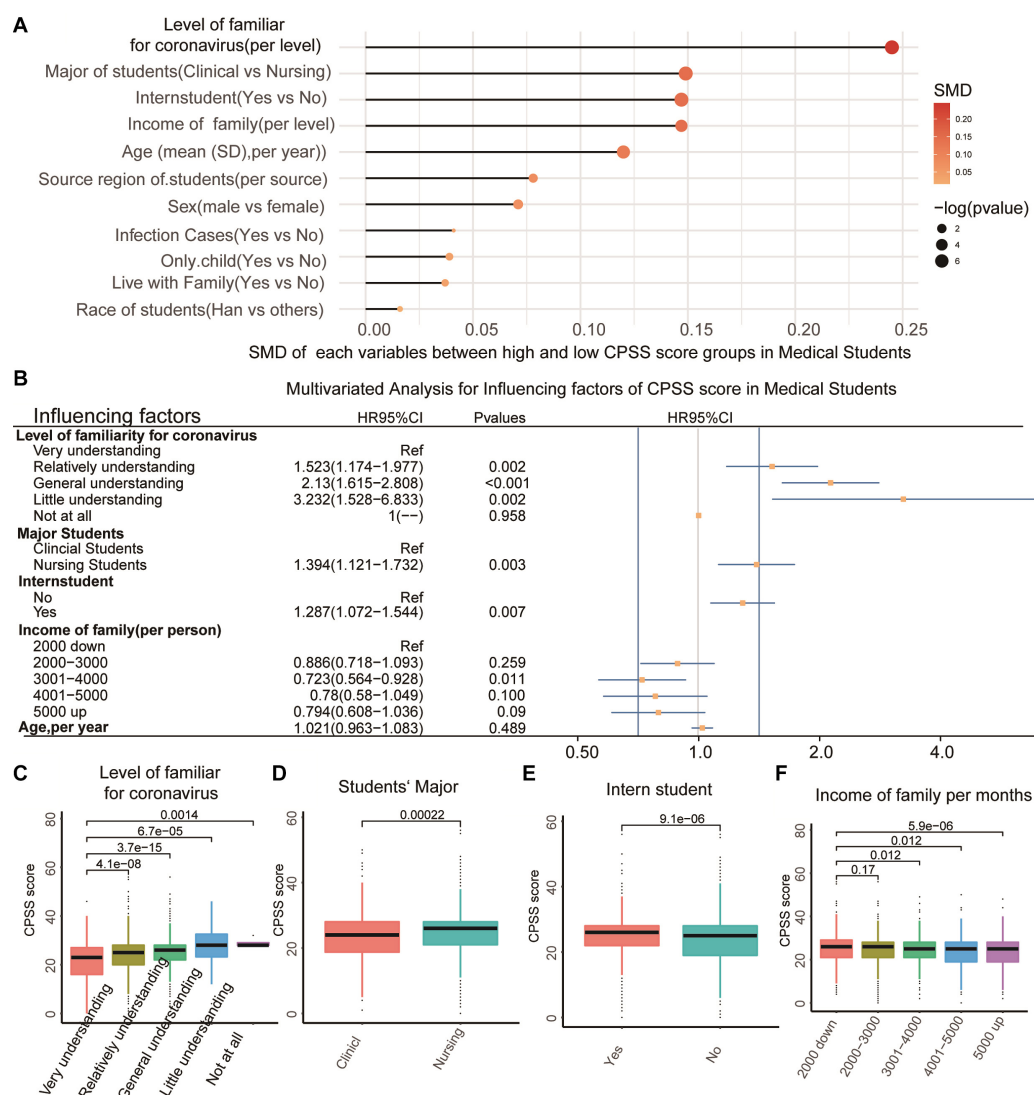 A
Level of familiar
for coronavirus(per level)
Major of students(Clinical vs Nursing)
Internstudent(Yes vs No)
Income of family(per level)
Age (mean (SD),per year))
Source region of.students(per source)
Sex(male vs female)
Infection Cases(Yes vs No)
Only.child(Yes vs No)
Live with Family(Yes vs No)
Race of students(Han vs others)
0.00 0.05 0.10 0.15 0.20 0.25
SMD of each variables between high and low CPSS score groups in Medical Students
SMD
0.20
0.15
0.10
0.05
−log(pvalue)
2
4
6
B
Multivariated Analysis for Influencing factors of CPSS score in Medical Students
Influencing factors HR95%CI Pvalues HR95%CI
Level of familiarity for coronavirus
Very understanding Ref
Relatively understanding 1.523(1.174−1.977) 0.002
General understanding 2.13(1.615−2.808) <0.001
Little understanding 3.232(1.528−6.833) 0.002
Not at all 1(−−) 0.958
Major Students
Clincial Students Ref
Nursing Students 1.394(1.121−1.732) 0.003
Internstudent
No Ref
Yes 1.287(1.072−1.544) 0.007
Income of family(per person)
2000 down Ref
2000−3000 0.886(0.718−1.093) 0.259
3001−4000 0.723(0.564−0.928) 0.011
4001−5000 0.78(0.58−1.049) 0.100
5000 up 0.794(0.608−1.036) 0.09
Age,per year 1.021(0.963−1.083) 0.489
0.50 1.0 2.0 4.0
C
Level of familiar
for coronavirus
CPSS score
80
60
40
20
0
0.0014
6.7e−05
3.7e−15
4.1e−08
Very understanding
Relatively understanding
General understanding
Little understanding
Not at all
D
Students‘ Major
CPSS score
60
40
20
0
0.00022
Clinicl
Nursing
E
Intern student
CPSS score
60
40
20
0
9.1e−06
Yes
No
F
Income of family per months
CPSS score
80
60
40
20
0
5.9e−06
0.012
0.012
0.17
2000 down
2000−3000
3001−4000
4001−5000
5000 up